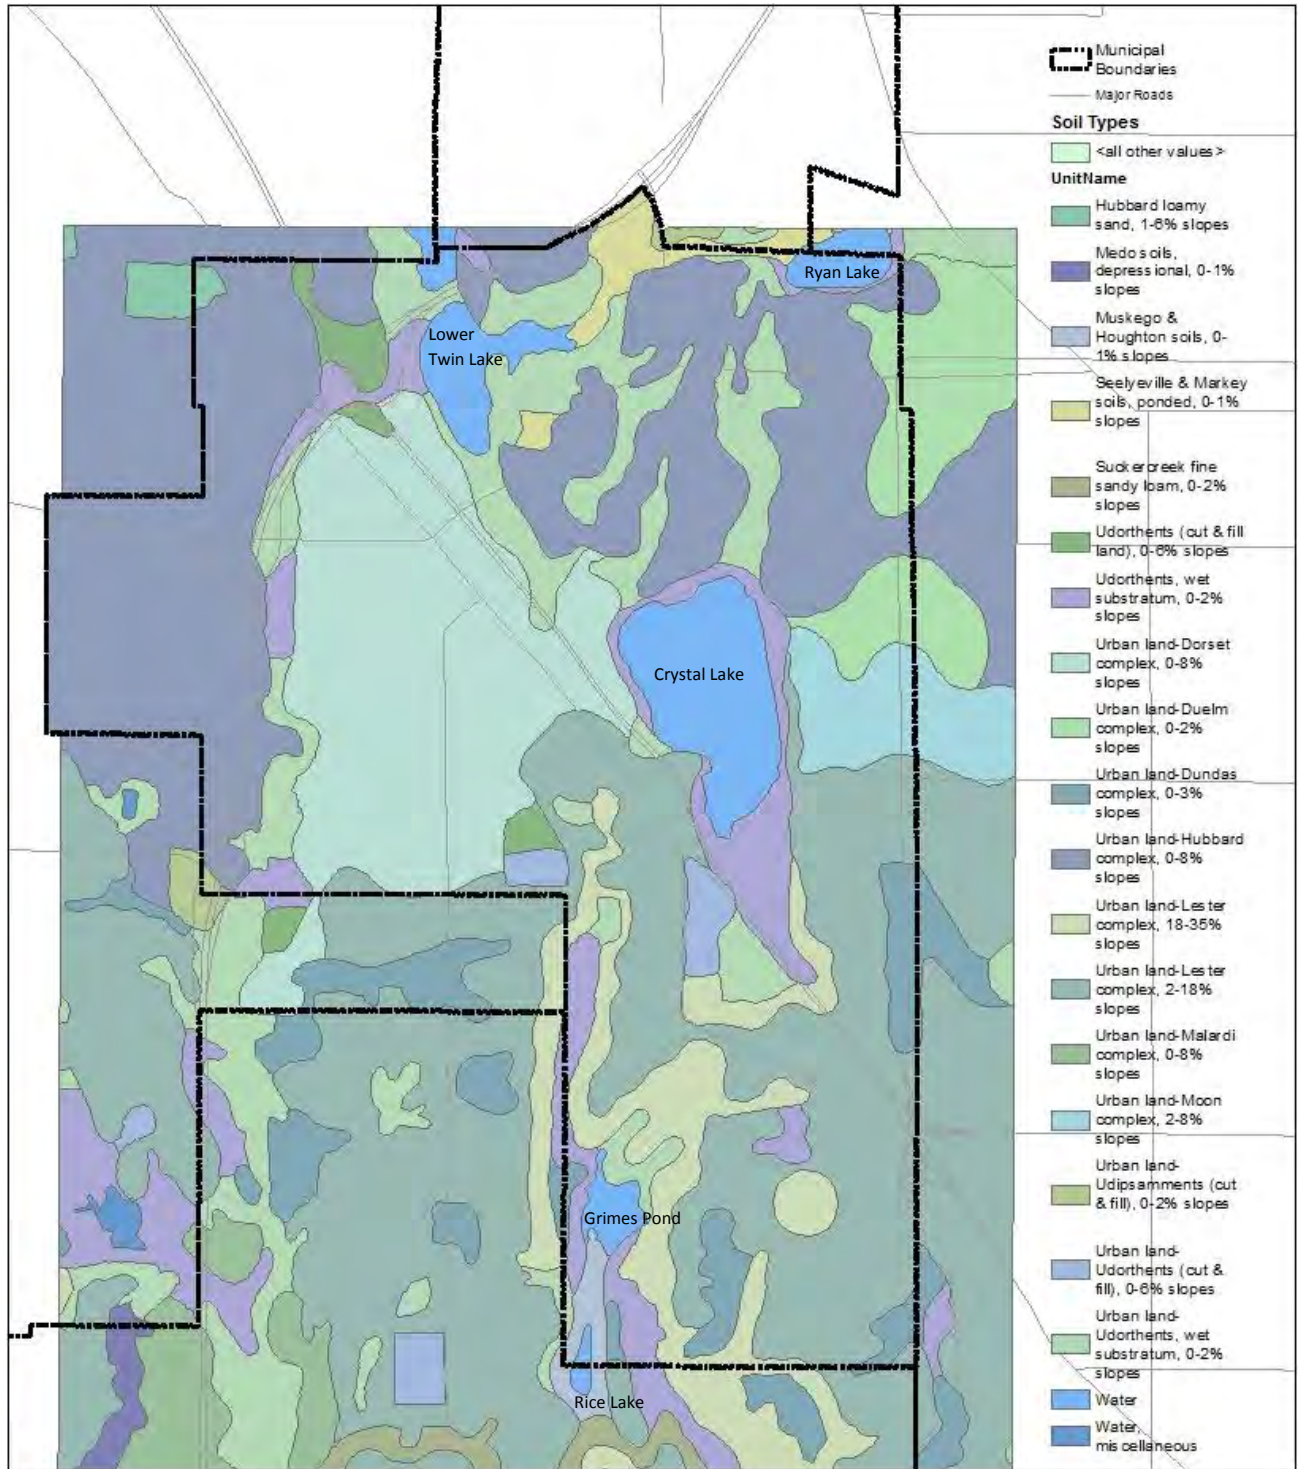 Municipal
Boundaries
Major Roads
Soil Types
<all other values>
UnitName
Hubbard loamy
sand, 1-6% slopes
Medo soils,
depressional, 0-1%
slopes
Muskego &
Houghton soils, 0-
1% slopes
Seelyeville & Markey
soils, ponded, 0-1%
slopes
Suckercreek fine
sandy loam, 0-2%
slopes
Udorthents (cut & fill
land), 0-6% slopes
Udorthents, wet
substratum, 0-2%
slopes
Urban land-Dorset
complex, 0-8%
slopes
Urban land-Duelm
complex, 0-2%
slopes
Urban land-Dundas
complex, 0-3%
slopes
Urban land-Hubbard
complex, 0-8%
slopes
Urban land-Lester
complex, 18-35%
slopes
Urban land-Lester
complex, 2-18%
slopes
Urban land-Malardi
complex, 0-8%
slopes
Urban land-Moon
complex, 2-8%
slopes
Urban land-
Udipsamments (cut
& fill), 0-2% slopes
Urban land-
Udorthents (cut &
fill), 0-6% slopes
Urban land-
Udorthents, wet
substratum, 0-2%
slopes
Water
Water,
miscellaneous
Ryan Lake
Lower
Twin Lake
Crystal Lake
Grimes Pond
Rice Lake